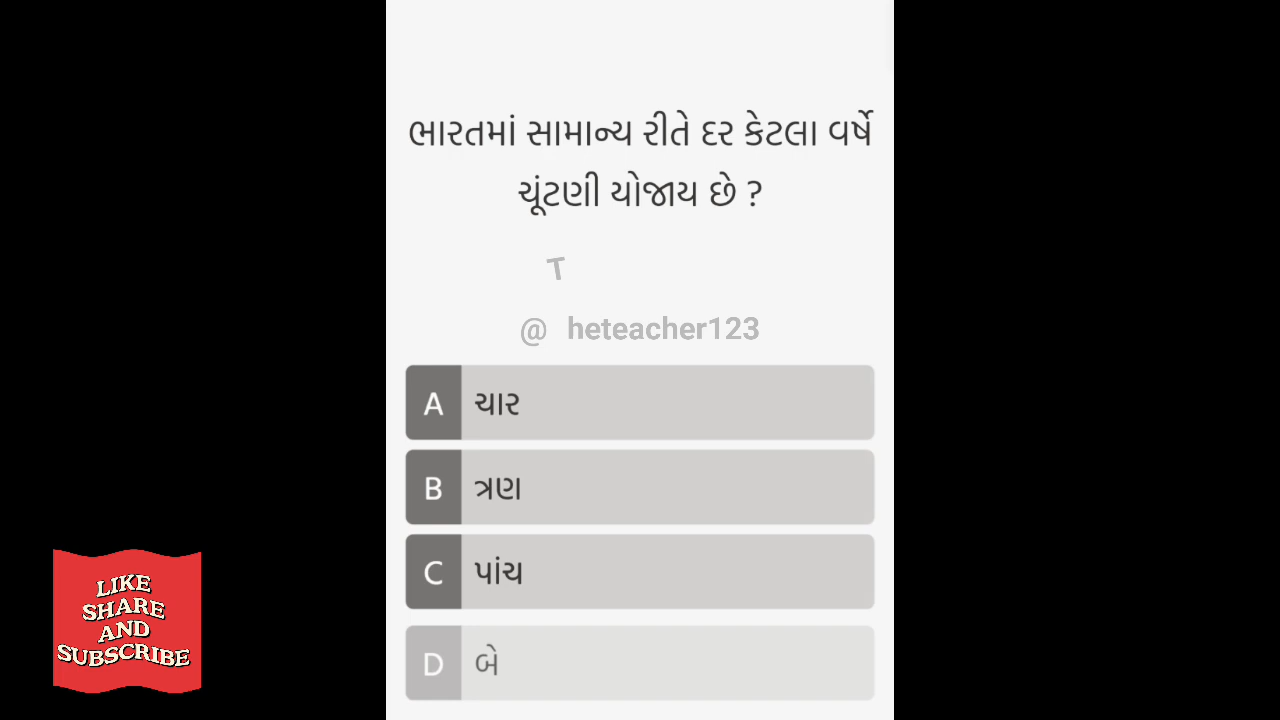 ભારતમાં સામાન્ય રીતે દર કેટલા વર્ષે
ચૂંટણી યોજાય છે ?
T
@ heteacher123
A ચાર
B ત્રણ
C પાંચ
D બે
LIKE
SHARE
AND
SUBSCRIBE